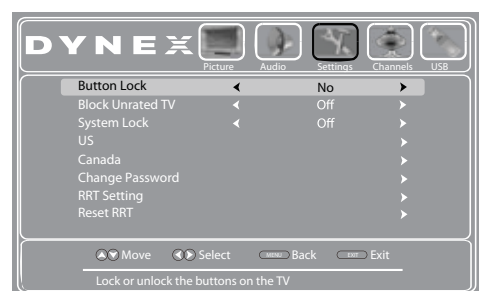 DYNEX
Picture Audio Settings Channels USB
Button Lock No
Block Unrated TV Off
System Lock Off
US
Canada
Change Password
RRT Setting
Reset RRT
Move Select MENU Back EXIT Exit
Lock or unlock the buttons on the TV